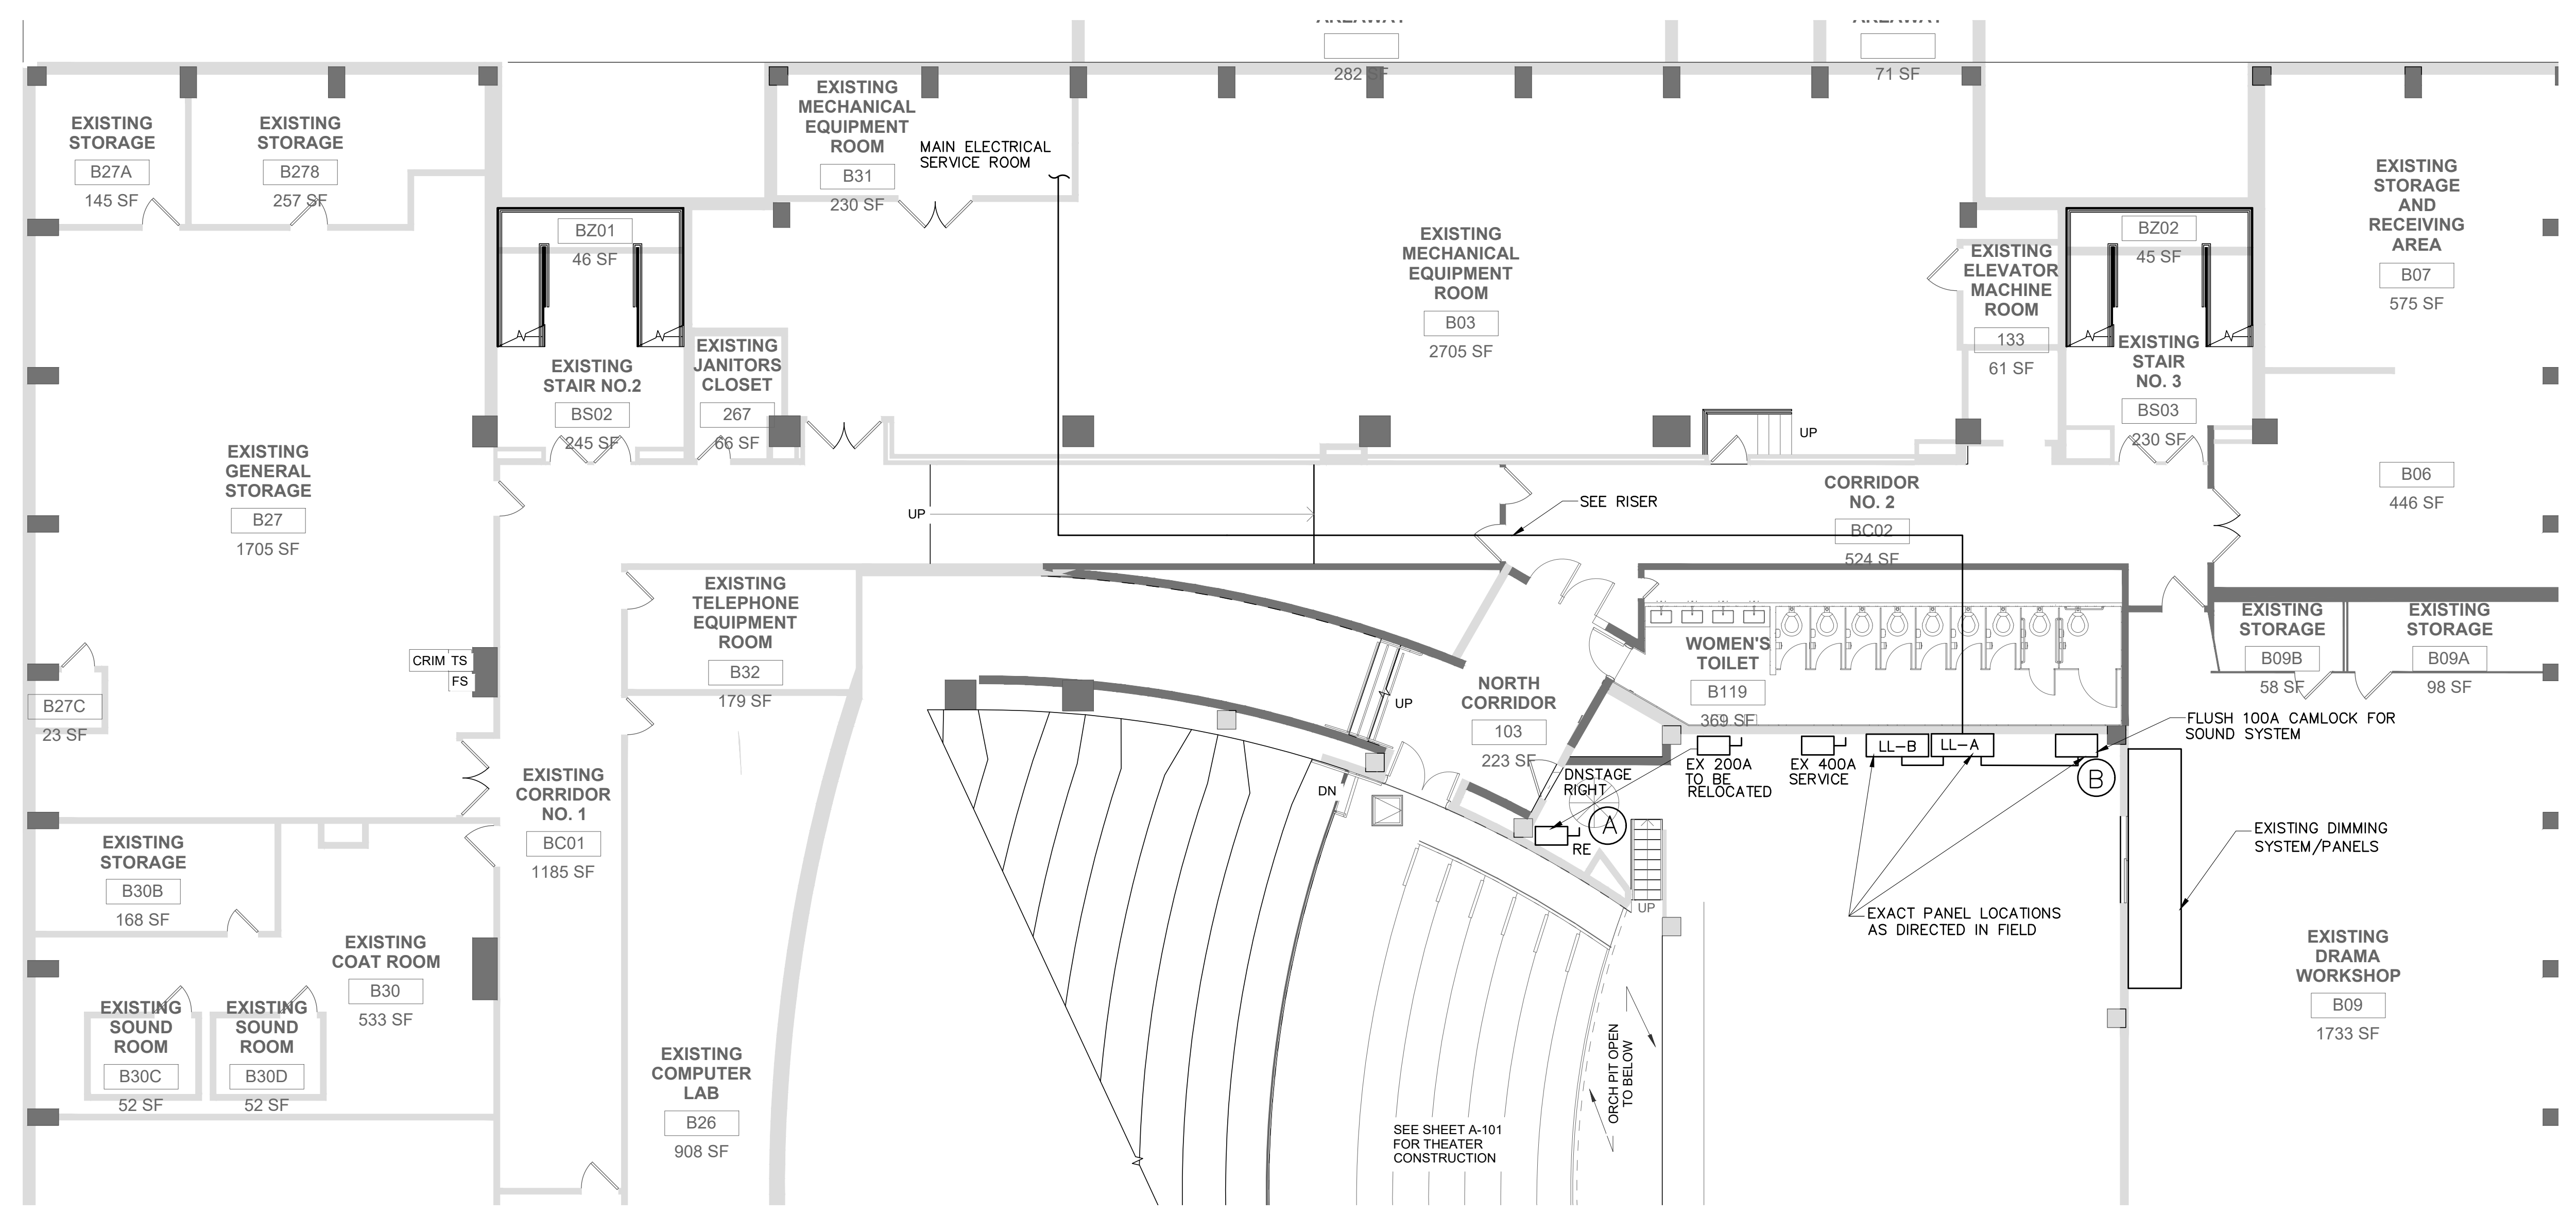 AREAWAY
282 SF
AREAWAY
71 SF
EXISTING
STORAGE
B27A
145 SF
EXISTING
STORAGE
B278
257 SF
EXISTING
MECHANICAL
EQUIPMENT
ROOM
B31
230 SF
MAIN ELECTRICAL
SERVICE ROOM
EXISTING
STORAGE
AND
RECEIVING
AREA
B07
575 SF
BZ01
46 SF
EXISTING
MECHANICAL
EQUIPMENT
ROOM
B03
2705 SF
EXISTING
ELEVATOR
MACHINE
ROOM
133
61 SF
BZ02
45 SF
EXISTING
STAIR NO.2
BS02
245 SF
EXISTING
JANITORS
CLOSET
267
66 SF
UP
EXISTING
STAIR
NO. 3
BS03
230 SF
EXISTING
GENERAL
STORAGE
B27
1705 SF
UP
SEE RISER
CORRIDOR
NO. 2
BC02
524 SF
B06
446 SF
EXISTING
TELEPHONE
EQUIPMENT
ROOM
B32
179 SF
CRIM TS
FS
B27C
23 SF
UP
NORTH
CORRIDOR
103
223 SF
WOMEN'S
TOILET
B119
369 SF
EXISTING
STORAGE
B09B
58 SF
EXISTING
STORAGE
B09A
98 SF
FLUSH 100A CAMLOCK FOR
SOUND SYSTEM
LL-B
LL-A
EX 200A
TO BE
RELOCATED
EX 400A
SERVICE
B
DNSTAGE
RIGHT
A
RE
DN
UP
EXISTING
CORRIDOR
NO. 1
BC01
1185 SF
EXISTING DIMMING
SYSTEM/PANELS
EXACT PANEL LOCATIONS
AS DIRECTED IN FIELD
EXISTING
STORAGE
B30B
168 SF
EXISTING
COAT ROOM
B30
533 SF
EXISTING
DRAMA
WORKSHOP
B09
1733 SF
EXISTING
SOUND
ROOM
B30C
52 SF
EXISTING
SOUND
ROOM
B30D
52 SF
EXISTING
COMPUTER
LAB
B26
908 SF
ORCH PIT OPEN
TO BELOW
SEE SHEET A-101
FOR THEATER
CONSTRUCTION